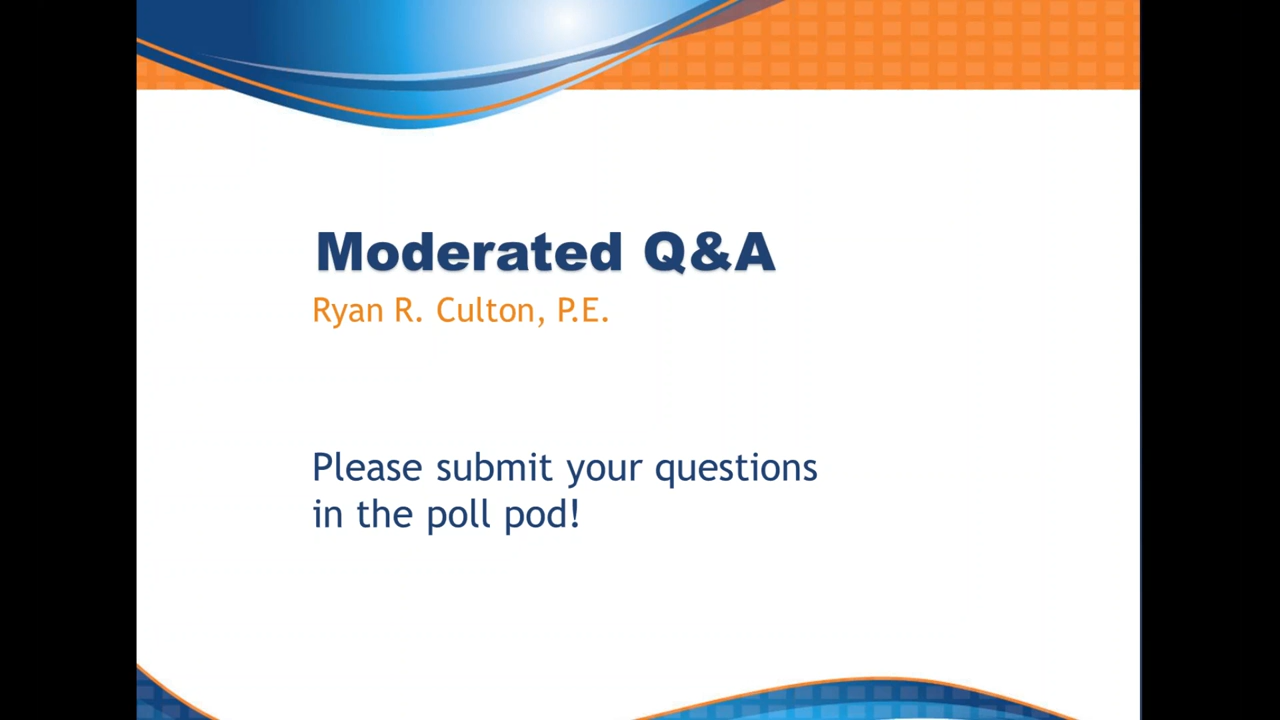 Moderated Q&A
Ryan R. Culton, P.E.
Please submit your questions
in the poll pod!